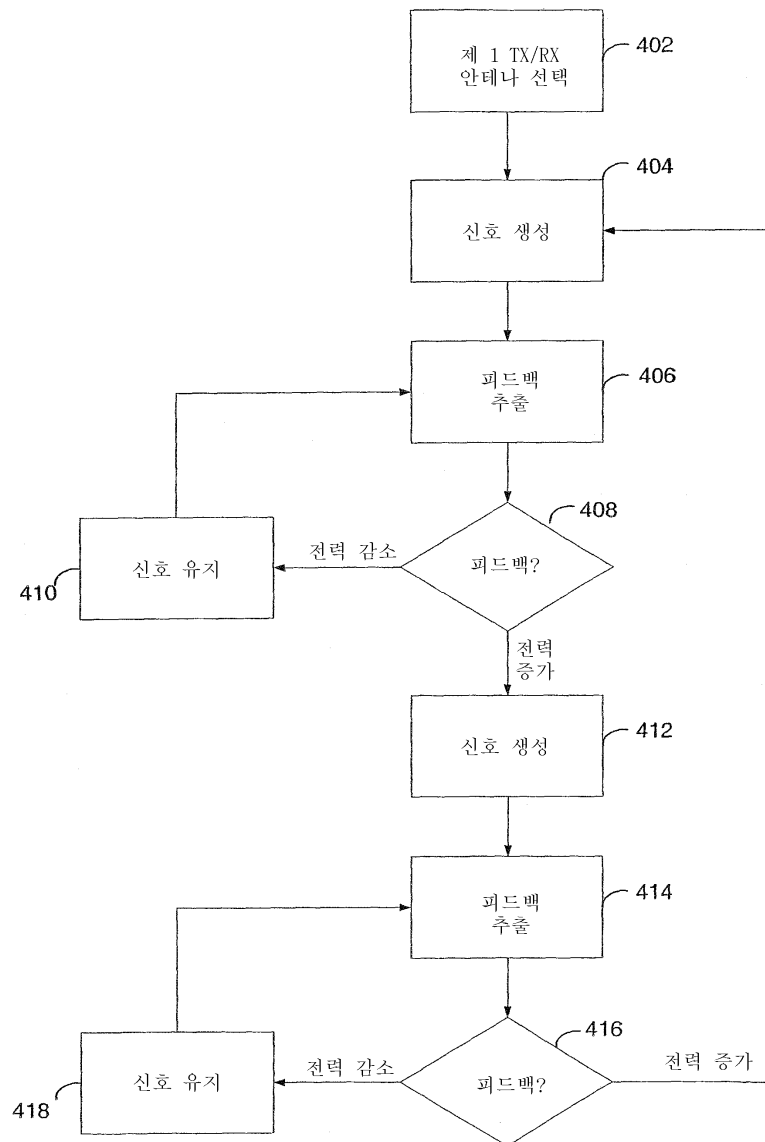 제 1 TX/RX
안테나 선택
402
404
신호 생성
피드백
추출
406
408
피드백?
전력 감소
신호 유지
410
전력
증가
신호 생성
412
피드백
추출
414
416
피드백?
전력 감소
전력 증가
신호 유지
418